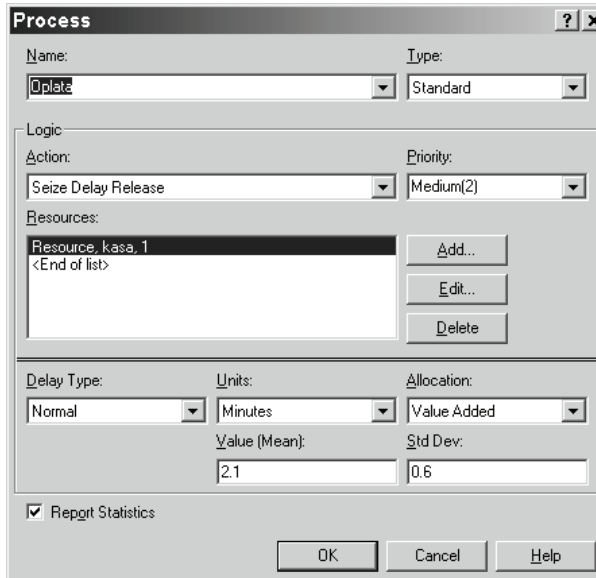 Process
Name: Type:
Oplata Standard
Logic
Action: Priority:
Seize Delay Release Medium(2)
Resources:
Resource, kasa, 1
<End of list>
Add...
Edit...
Delete
Delay Type: Units: Allocation:
Normal Minutes Value Added
Value (Mean): Std Dev:
2.1 0.6
Report Statistics
OK Cancel Help